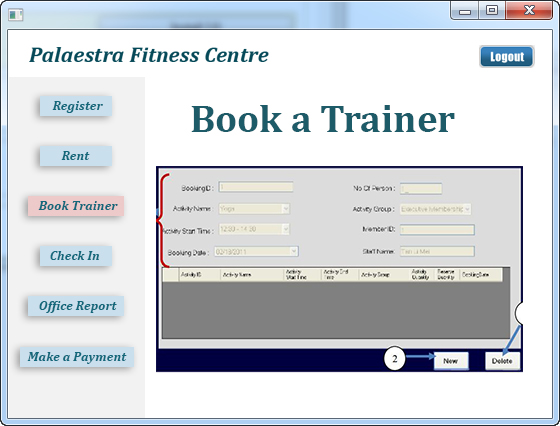 Palaestra Fitness Centre
Logout
Register
Rent
Book Trainer
Check In
Office Report
Make a Payment
Book a Trainer
BookingID :
No Of Person :
Activity Name:
Yoga
Activity Group :
Executive Membership
Activity Start Time :
12:00 - 14:00
Member ID:
Booking Date :
02/18/2011
Staff Name:
Activity ID
Activity Name
Activity Start Time
Activity End Time
Activity Group
Activity Quantity
Reserve Quantity
BookingDate
2
New
Delete